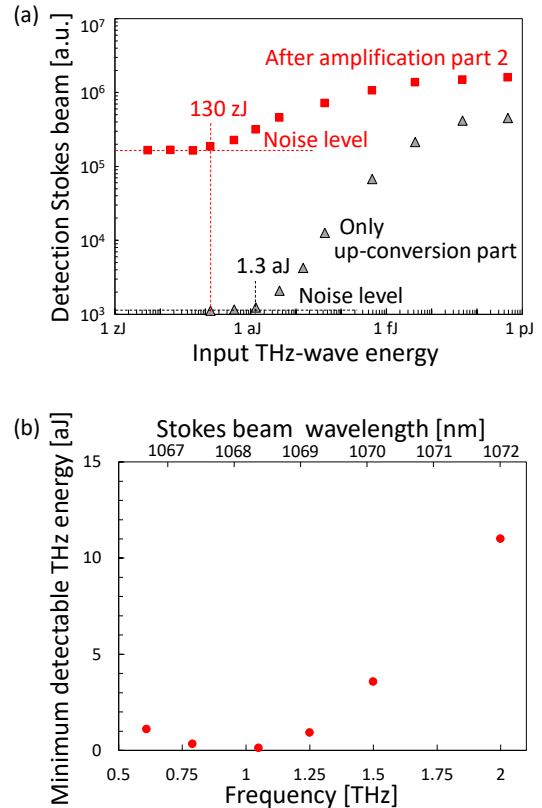 (a)
Detection Stokes beam [a.u.]
10⁷
10⁶
10⁵
10⁴
10³
After amplification part 2
130 zJ
Noise level
Only
up-conversion part
1.3 aJ
Noise level
1 zJ
1 aJ
1 fJ
1 pJ
Input THz-wave energy
(b)
Stokes beam wavelength [nm]
1067
1068
1069
1070
1071
1072
Minimum detectable THz energy [aJ]
15
10
5
0
0.5
0.75
1
1.25
1.5
1.75
2
Frequency [THz]